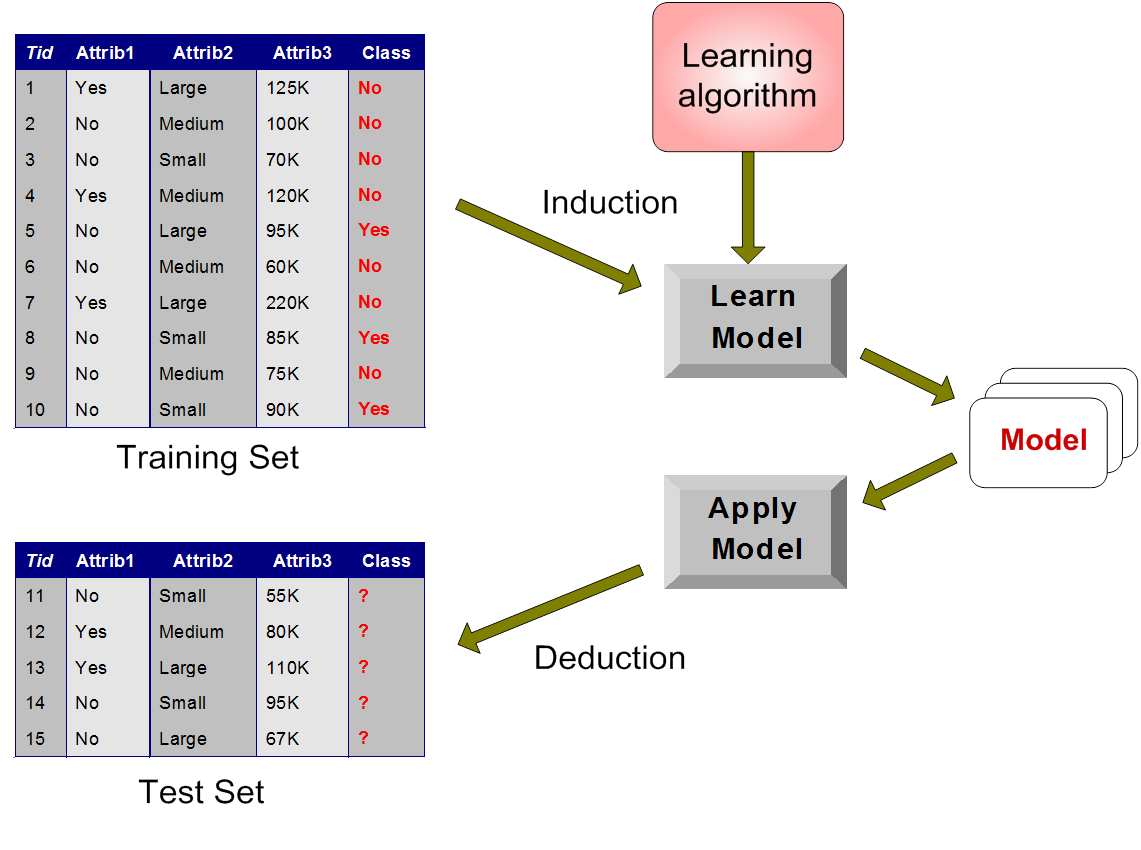 Tid Attrib1 Attrib2 Attrib3 Class
1 Yes Large 125K No
2 No Medium 100K No
3 No Small 70K No
4 Yes Medium 120K No
5 No Large 95K Yes
6 No Medium 60K No
7 Yes Large 220K No
8 No Small 85K Yes
9 No Medium 75K No
10 No Small 90K Yes
Training Set
Learning
algorithm
Induction
Learn
Model
Model
Apply
Model
Deduction
Tid Attrib1 Attrib2 Attrib3 Class
11 No Small 55K ?
12 Yes Medium 80K ?
13 Yes Large 110K ?
14 No Small 95K ?
15 No Large 67K ?
Test Set